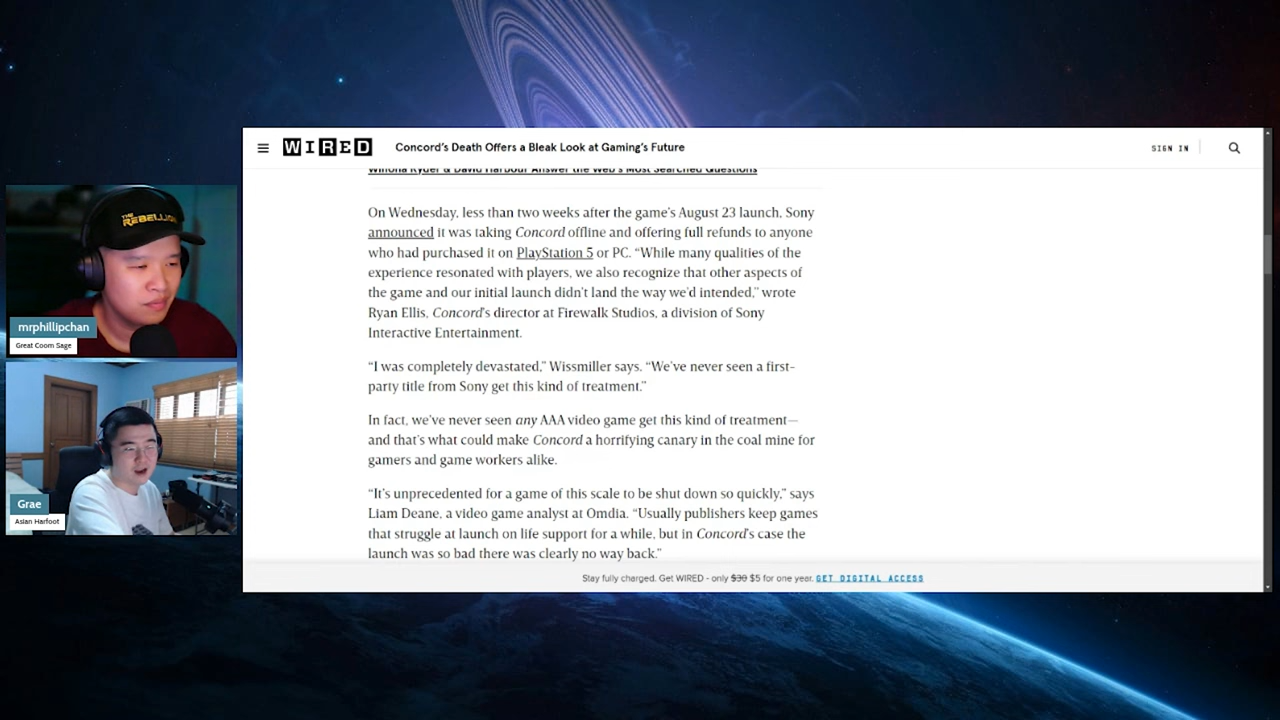 WIRED
Concord's Death Offers a Bleak Look at Gaming's Future
SIGN IN
Winona Ryder & David Harbour Answer the Web's Most Searched Questions
On Wednesday, less than two weeks after the game's August 23 launch, Sony
announced it was taking Concord offline and offering full refunds to anyone
who had purchased it on PlayStation 5 or PC. “While many qualities of the
experience resonated with players, we also recognize that other aspects of
the game and our initial launch didn't land the way we'd intended,” wrote
Ryan Ellis, Concord's director at Firewalk Studios, a division of Sony
Interactive Entertainment.
“I was completely devastated,” Wissmiller says. “We've never seen a first-
party title from Sony get this kind of treatment.”
In fact, we've never seen any AAA video game get this kind of treatment—
and that's what could make Concord a horrifying canary in the coal mine for
gamers and game workers alike.
“It's unprecedented for a game of this scale to be shut down so quickly,” says
Liam Deane, a video game analyst at Omdia. “Usually publishers keep games
that struggle at launch on life support for a while, but in Concord's case the
launch was so bad there was clearly no way back.”
Stay fully charged. Get WIRED - only $30 $5 for one year. GET DIGITAL ACCESS
THE
REBELLION
mrphillipchan
Great Coom Sage
Grae
Asian Harfoot